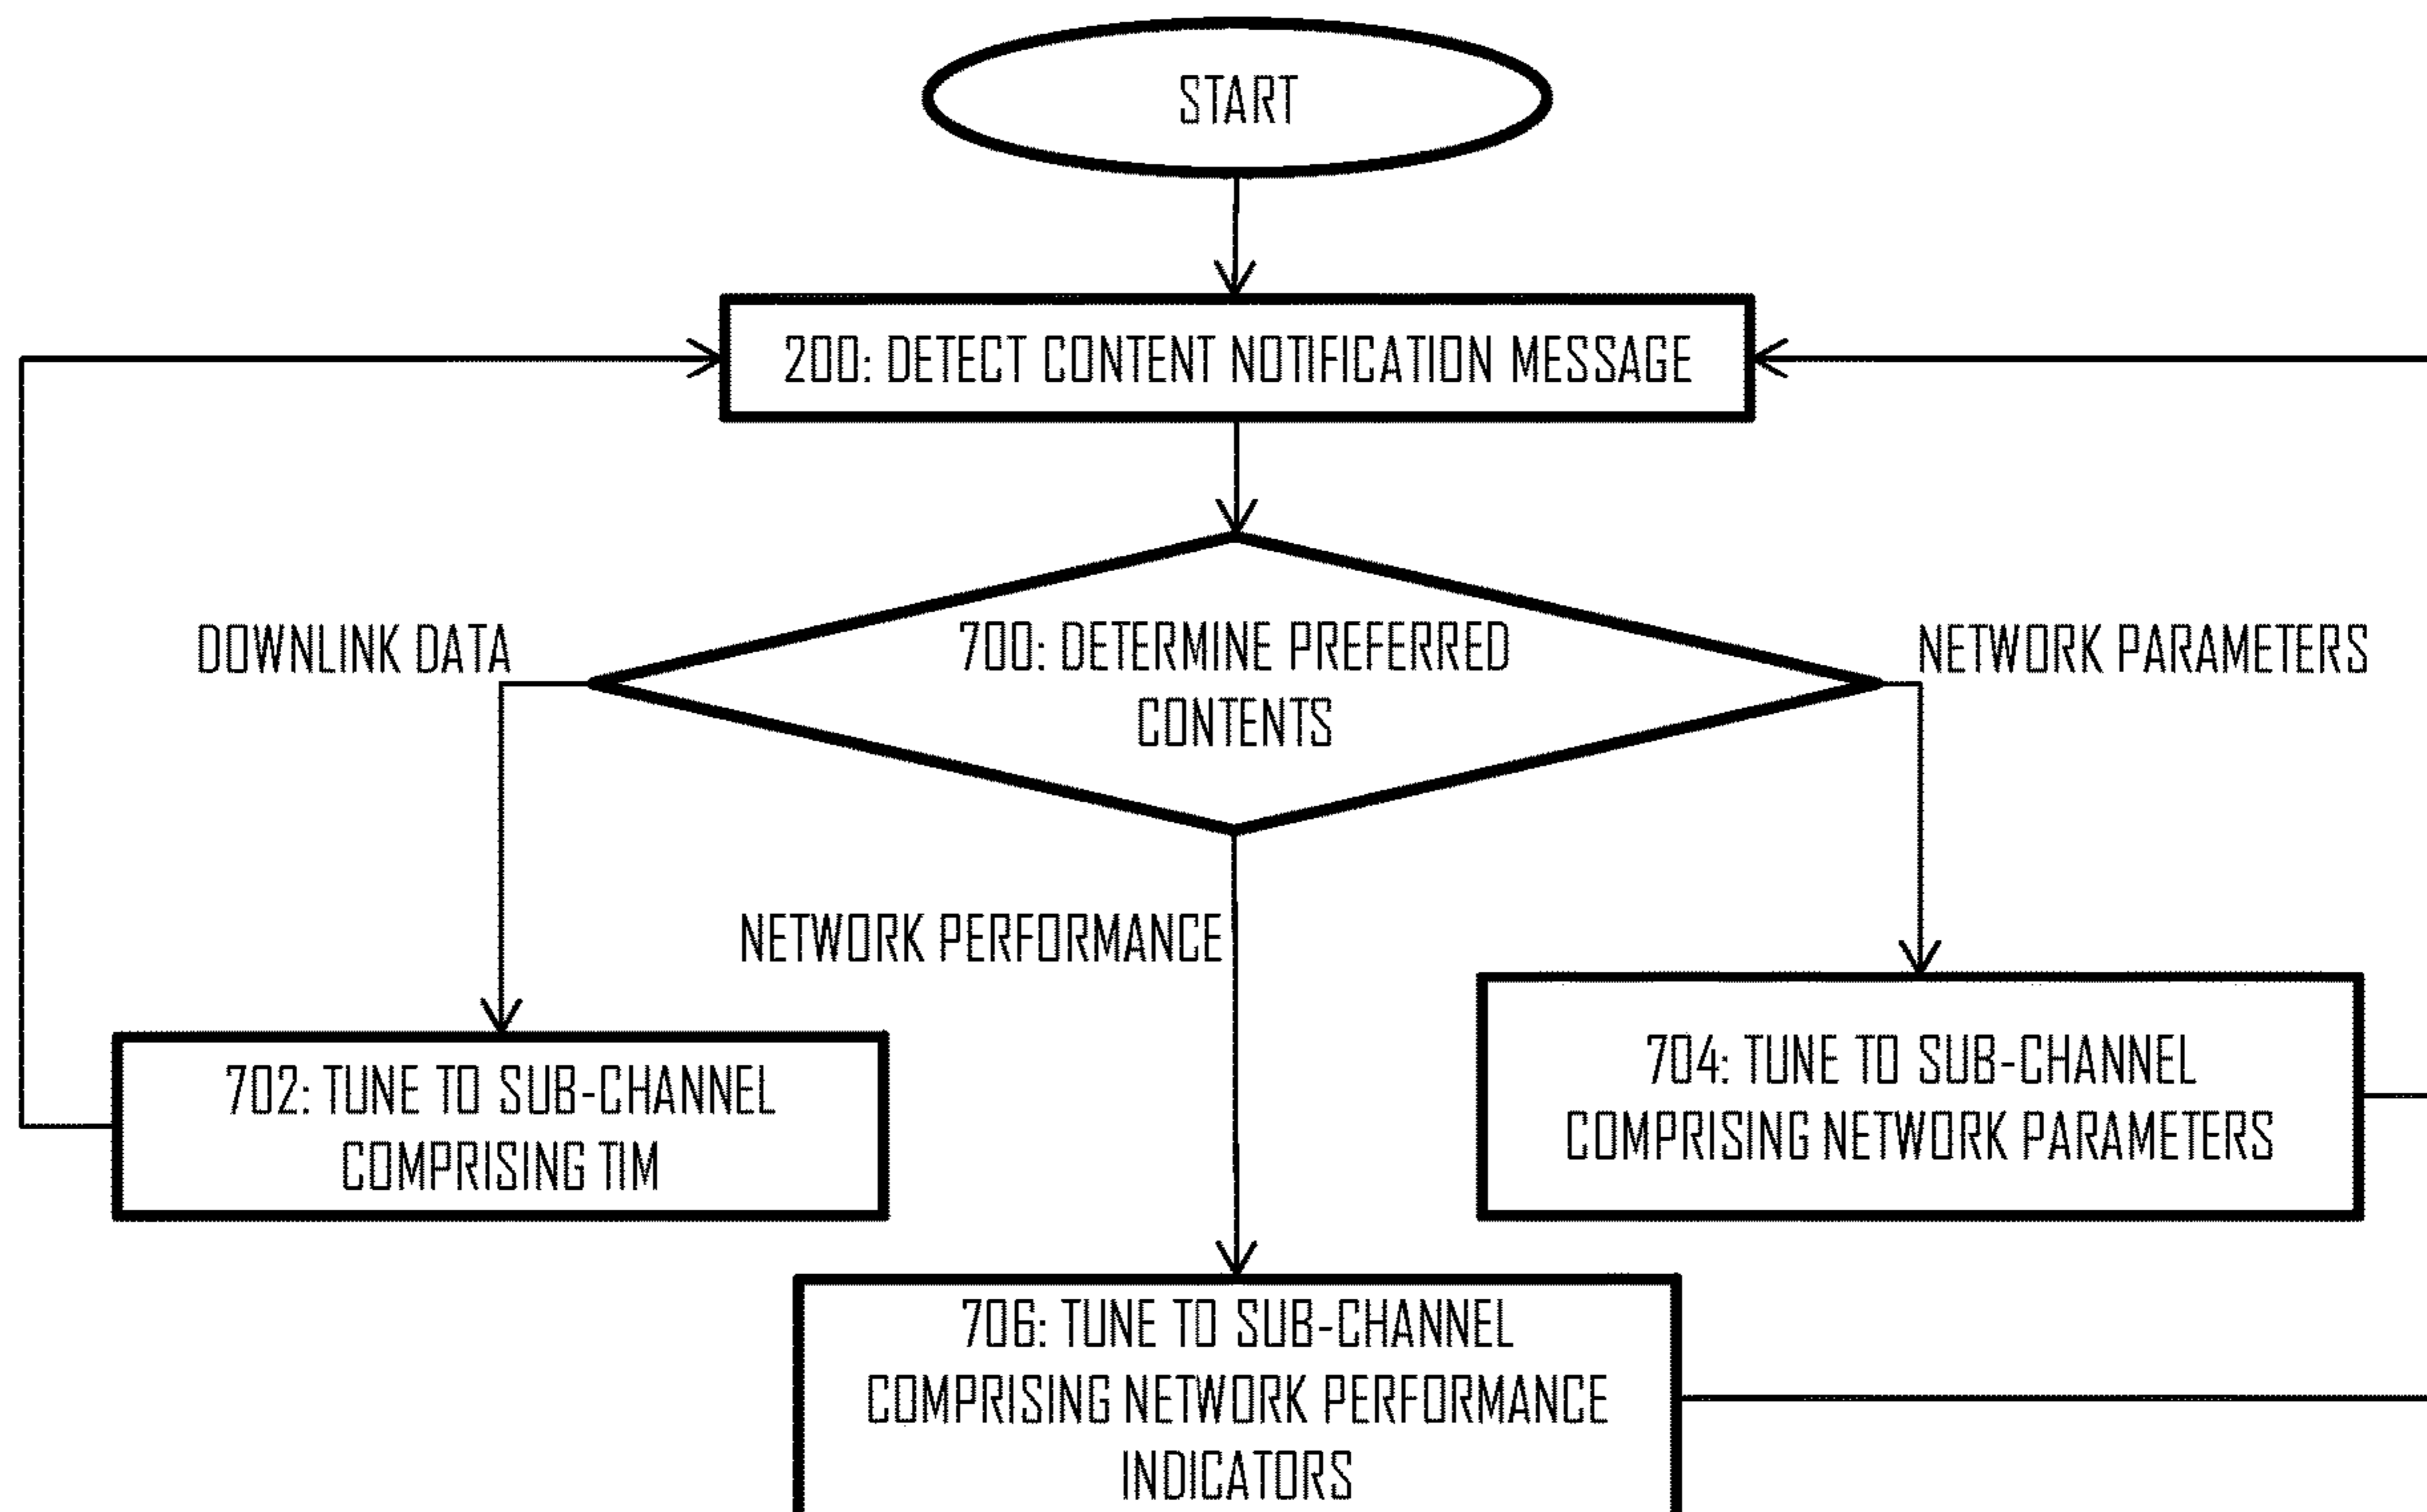 START
200: DETECT CONTENT NOTIFICATION MESSAGE
700: DETERMINE PREFERRED
CONTENTS
DOWNLINK DATA
NETWORK PARAMETERS
NETWORK PERFORMANCE
702: TUNE TO SUB-CHANNEL
COMPRISING TIM
704: TUNE TO SUB-CHANNEL
COMPRISING NETWORK PARAMETERS
706: TUNE TO SUB-CHANNEL
COMPRISING NETWORK PERFORMANCE
INDICATORS